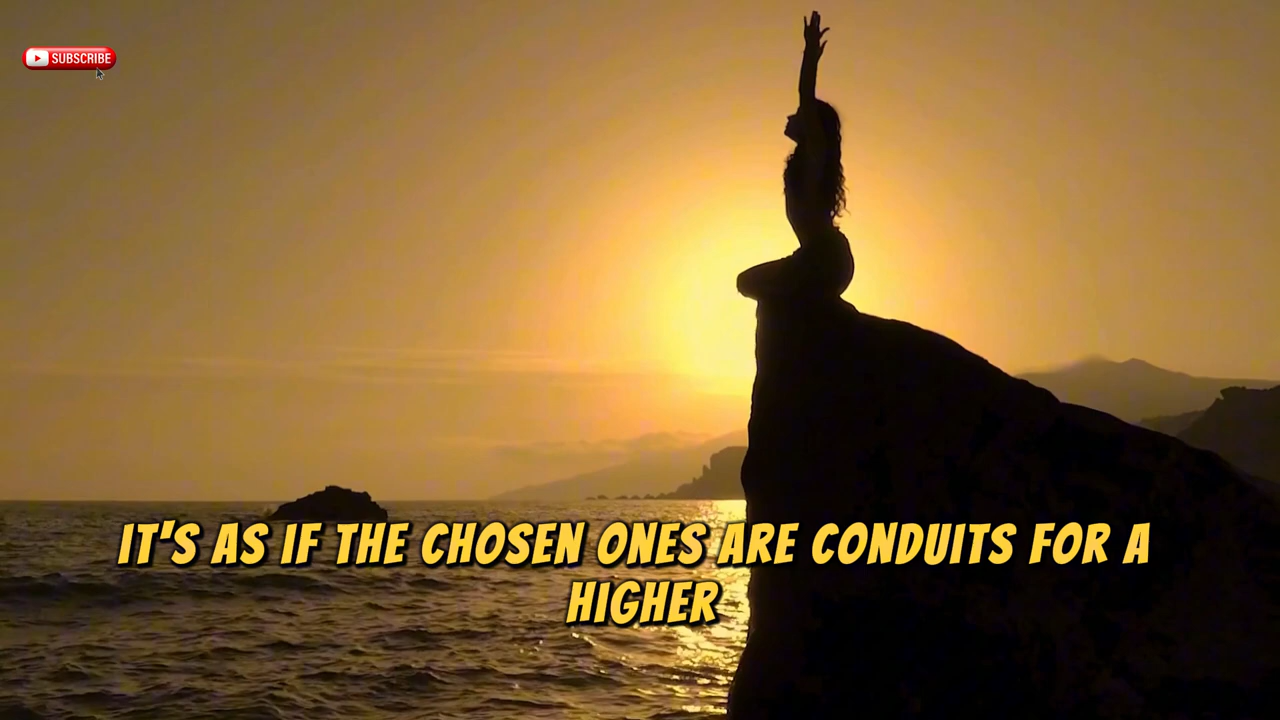 SUBSCRIBE
IT'S AS IF THE CHOSEN ONES ARE CONDUITS FOR A
HIGHER